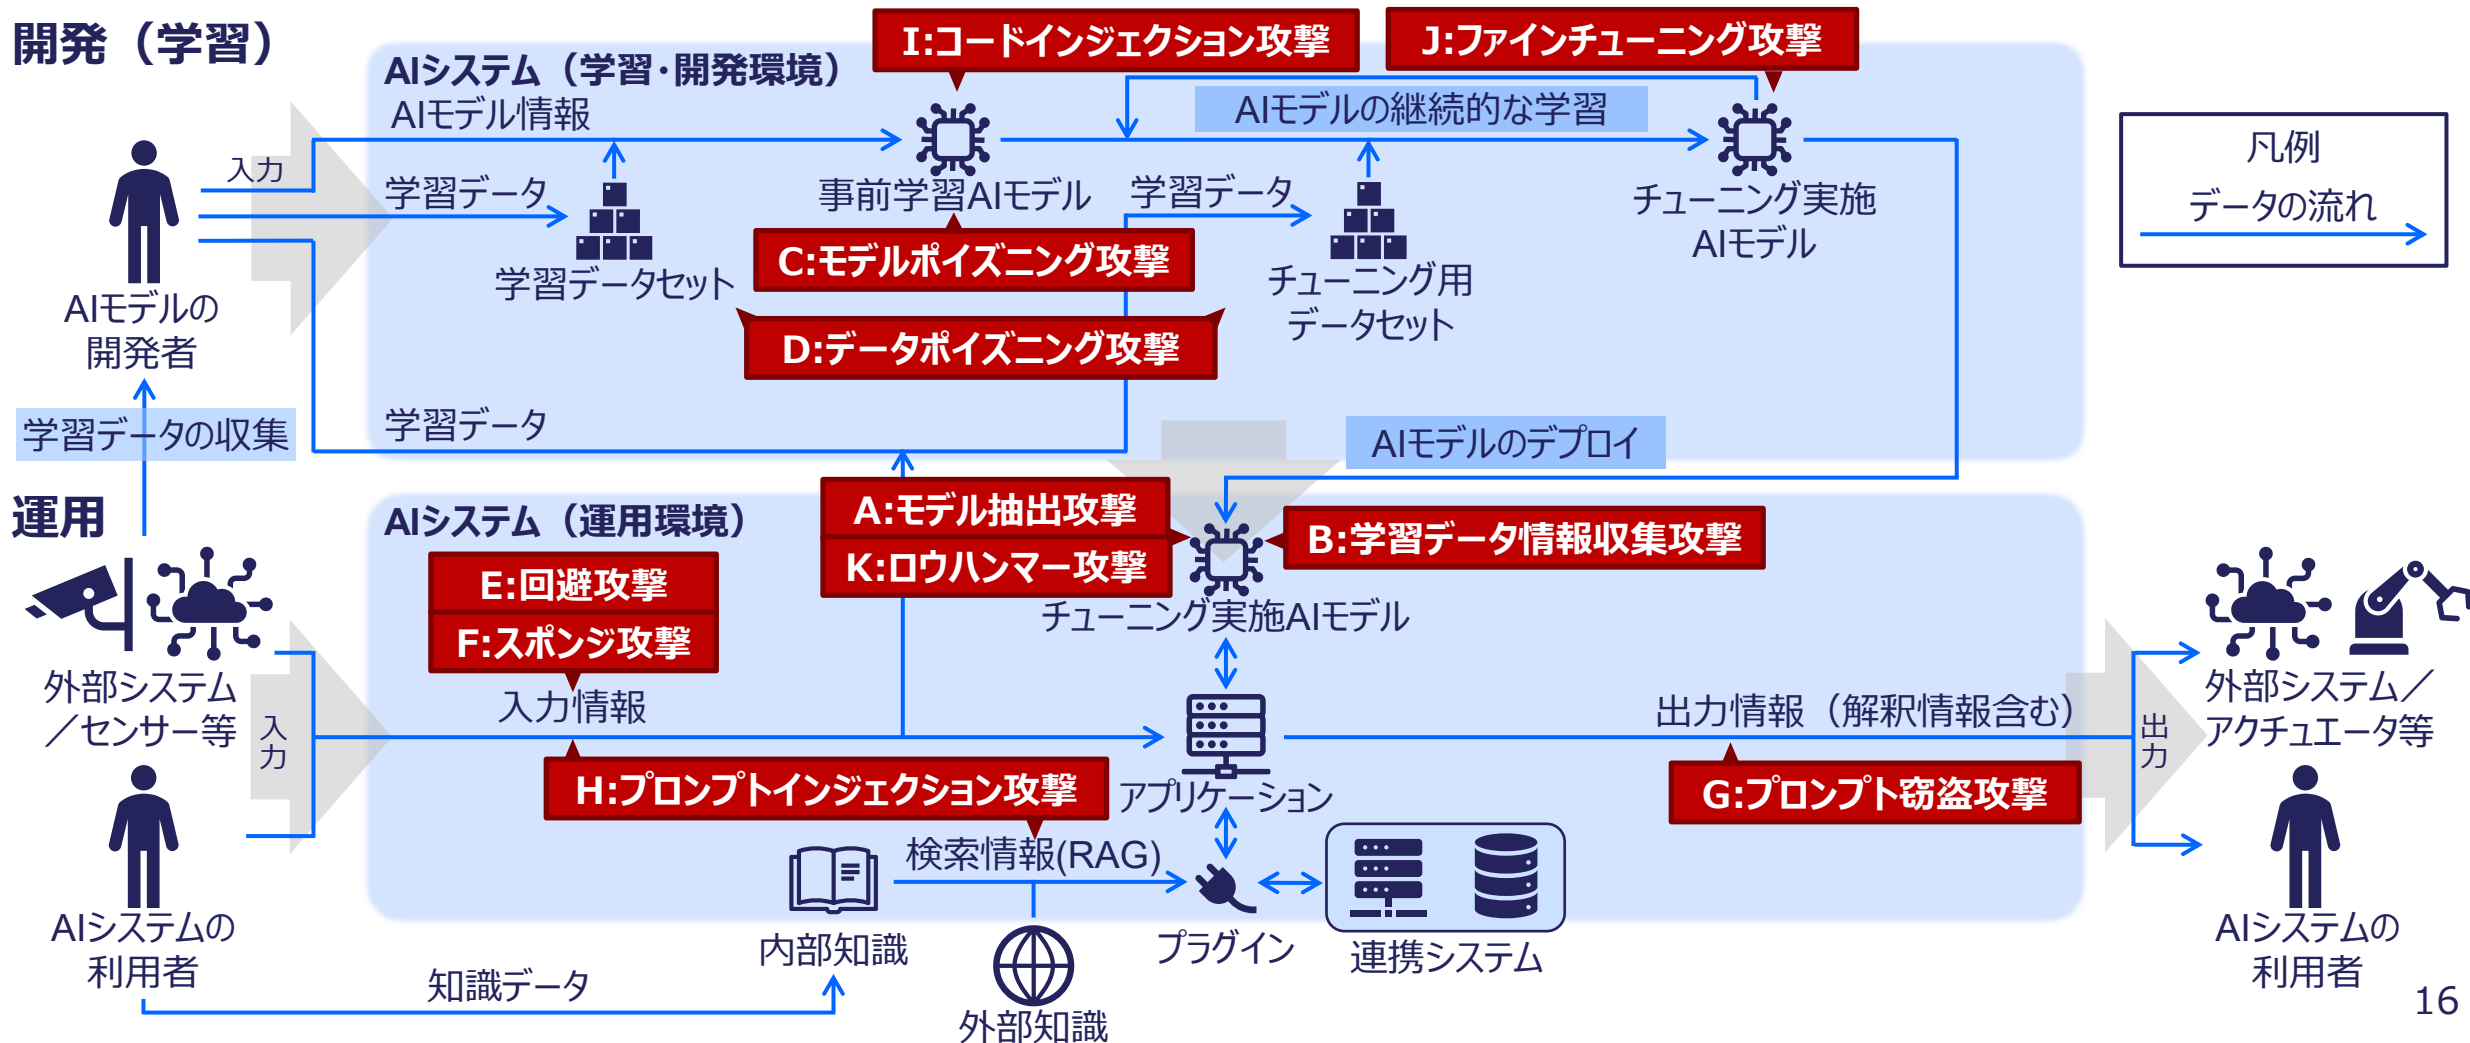 開発（学習）
I:コードインジェクション攻撃
J:ファインチューニング攻撃
AIシステム（学習･開発環境）
AIモデル情報
AIモデルの継続的な学習
凡例
データの流れ
入力
学習データ
事前学習AIモデル
学習データ
チューニング実施
AIモデル
C:モデルポイズニング攻撃
学習データセット
チューニング用
データセット
AIモデルの
開発者
D:データポイズニング攻撃
学習データの収集
学習データ
AIモデルのデプロイ
運用
AIシステム（運用環境）
A:モデル抽出攻撃
K:ロウハンマー攻撃
B:学習データ情報収集攻撃
E:回避攻撃
F:スポンジ攻撃
チューニング実施AIモデル
外部システム
／センサー等
入力
入力情報
出力情報（解釈情報含む）
出力
外部システム／
アクチュエータ等
H:プロンプトインジェクション攻撃
アプリケーション
G:プロンプト窃盗攻撃
検索情報(RAG)
AIシステムの
利用者
内部知識
プラグイン
連携システム
AIシステムの
利用者
知識データ
外部知識
16